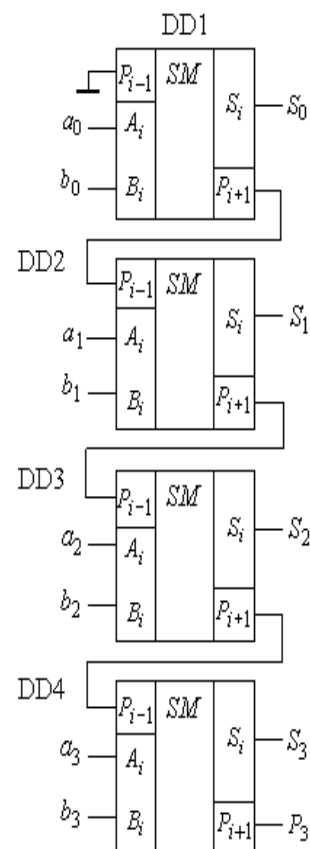 DD1
P_{i-1} SM
S_i S_0
a_0 A_i
b_0 B_i P_{i+1}
DD2
P_{i-1} SM
S_i S_1
a_1 A_i
b_1 B_i P_{i+1}
DD3
P_{i-1} SM
S_i S_2
a_2 A_i
b_2 B_i P_{i+1}
DD4
P_{i-1} SM
S_i S_3
a_3 A_i
b_3 B_i P_{i+1} P_3